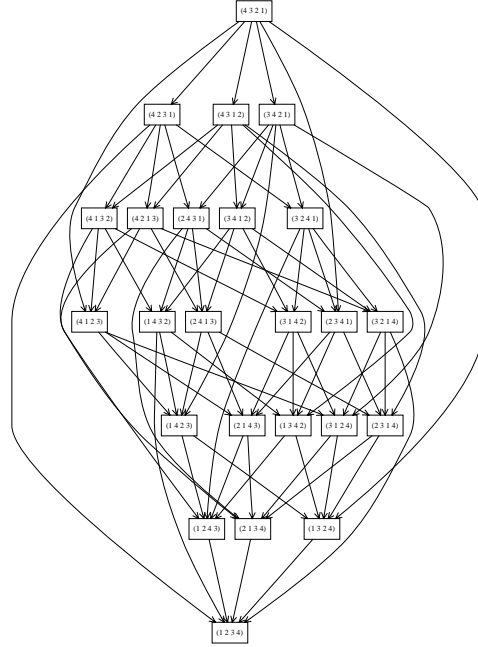 (4 3 2 1)
(4 2 3 1) (4 3 1 2) (3 4 2 1)
(4 1 3 2) (4 2 1 3) (2 4 3 1) (3 4 1 2) (3 2 4 1)
(4 1 2 3) (1 4 3 2) (2 4 1 3) (3 1 4 2) (2 3 4 1) (3 2 1 4)
(1 4 2 3) (2 1 4 3) (1 3 4 2) (3 1 2 4) (2 3 1 4)
(1 2 4 3) (2 1 3 4) (1 3 2 4)
(1 2 3 4)